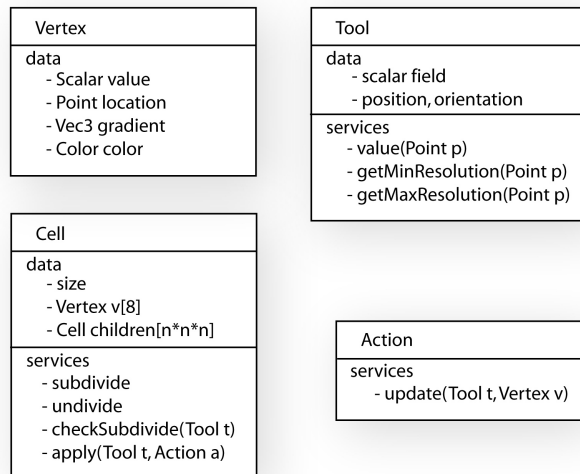 Vertex
data
- Scalar value
- Point location
- Vec3 gradient
- Color color
Tool
data
- scalar field
- position, orientation
services
- value(Point p)
- getMinResolution(Point p)
- getMaxResolution(Point p)
Cell
data
- size
- Vertex v[8]
- Cell children[n*n*n]
services
- subdivide
- undivide
- checkSubdivide(Tool t)
- apply(Tool t, Action a)
Action
services
- update(Tool t, Vertex v)